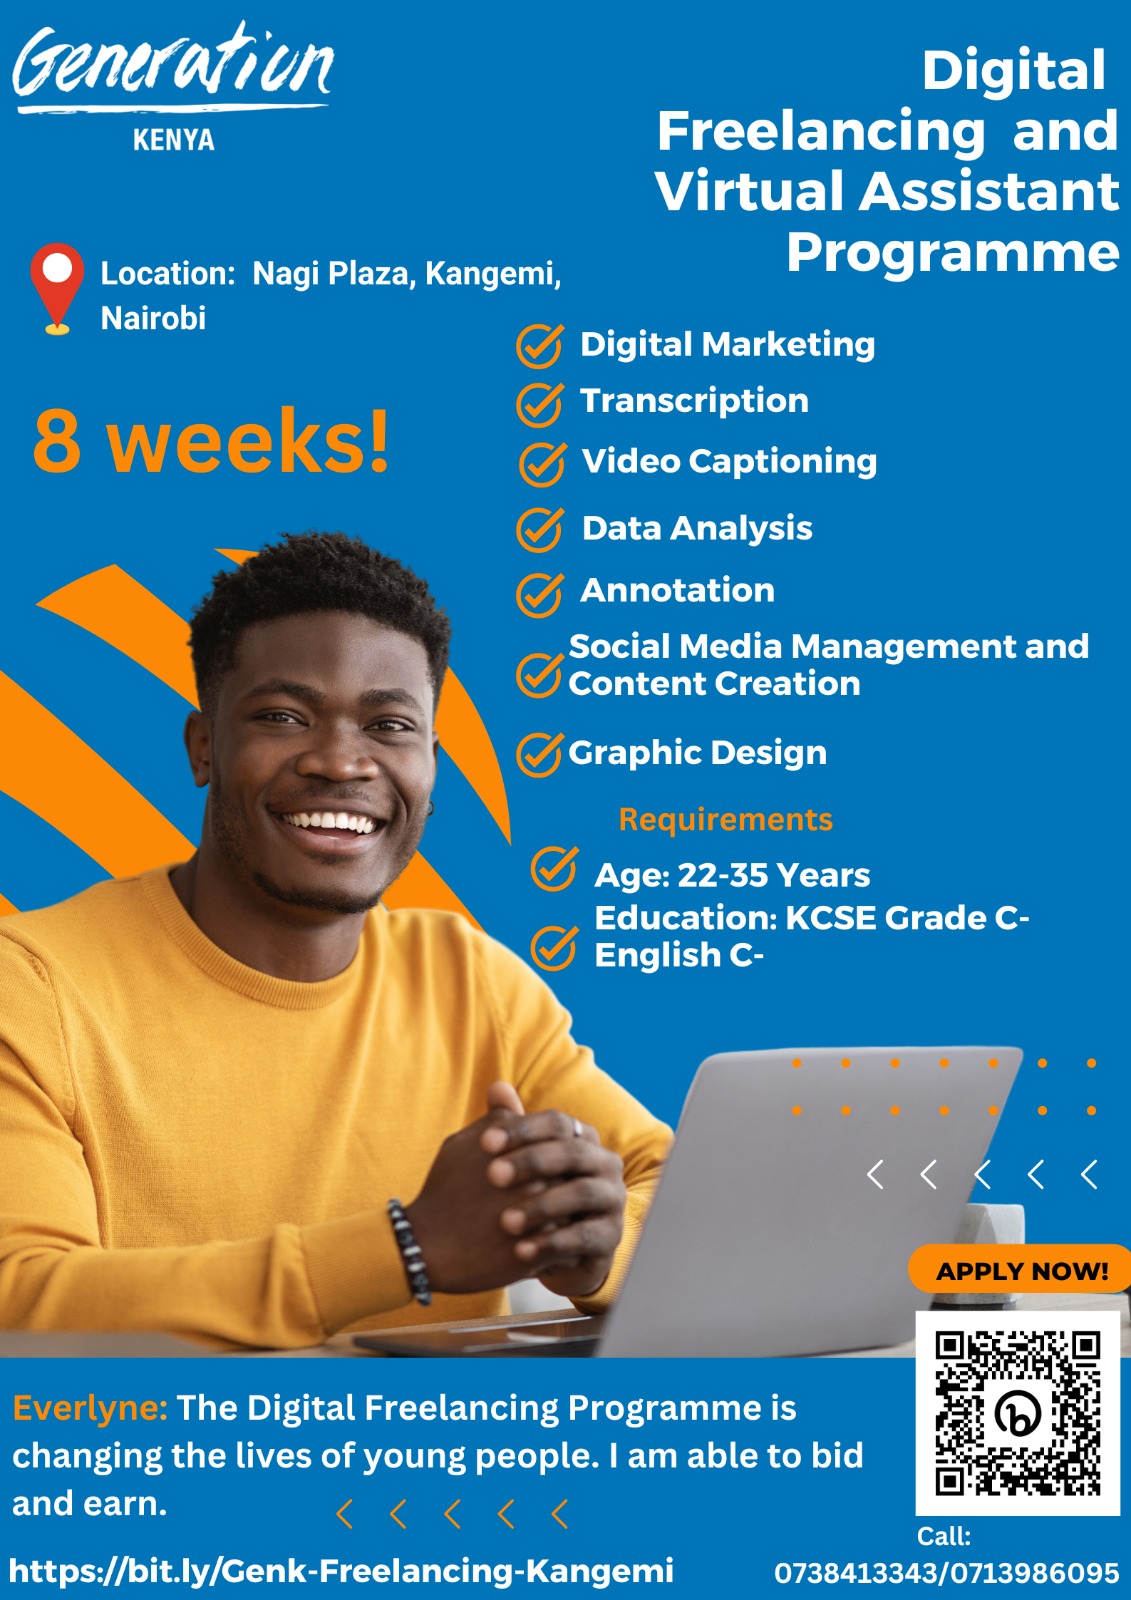 Generation
KENYA
Digital
Freelancing and
Virtual Assistant
Programme
Location: Nagi Plaza, Kangemi,
Nairobi
8 weeks!
Digital Marketing
Transcription
Video Captioning
Data Analysis
Annotation
Social Media Management and
Content Creation
Graphic Design
Requirements
Age: 22-35 Years
Education: KCSE Grade C-
English C-
APPLY NOW!
Everlyne: The Digital Freelancing Programme is
changing the lives of young people. I am able to bid
and earn.
Call:
https://bit.ly/Genk-Freelancing-Kangemi
0738413343/0713986095